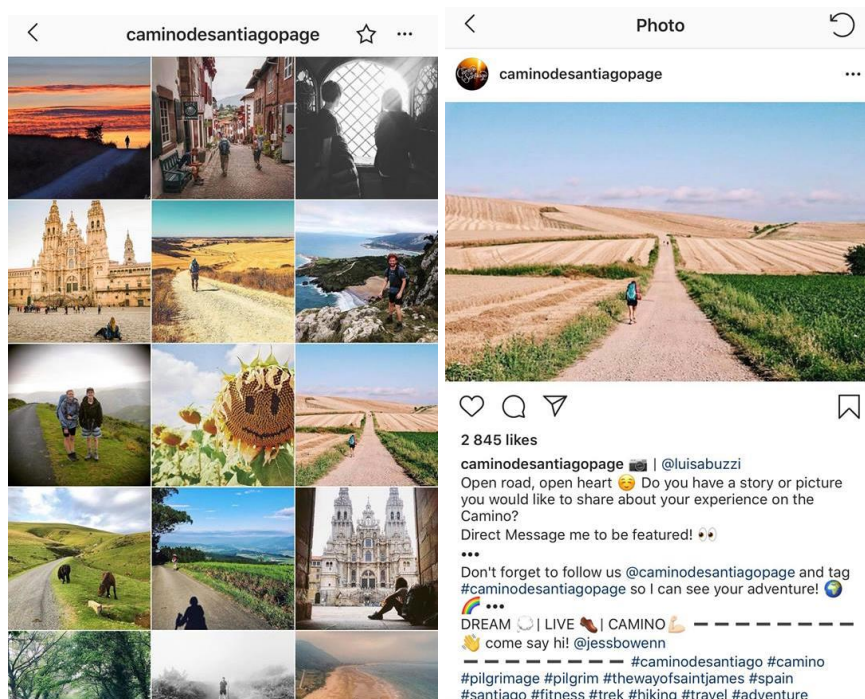 caminodesantiagopage
Photo
caminodesantiagopage
2 845 likes
caminodesantiagopage 📷 | @luisabuzzi
Open road, open heart ☺️ Do you have a story or picture
you would like to share about your experience on the
Camino?
Direct Message me to be featured! 👀
•••
Don't forget to follow us @caminodesantiagopage and tag
#caminodesantiagopage so I can see your adventure! 🌍
🌈 •••
DREAM 💭| LIVE 👞| CAMINO💪🏻 — — — — — — — — —
👋 come say hi! @jessbowenn
— — — — — — — — — #caminodesantiago #camino
#pilgrimage #pilgrim #thewayofsaintjames #spain
#santiago #fitness #trek #hiking #travel #adventure